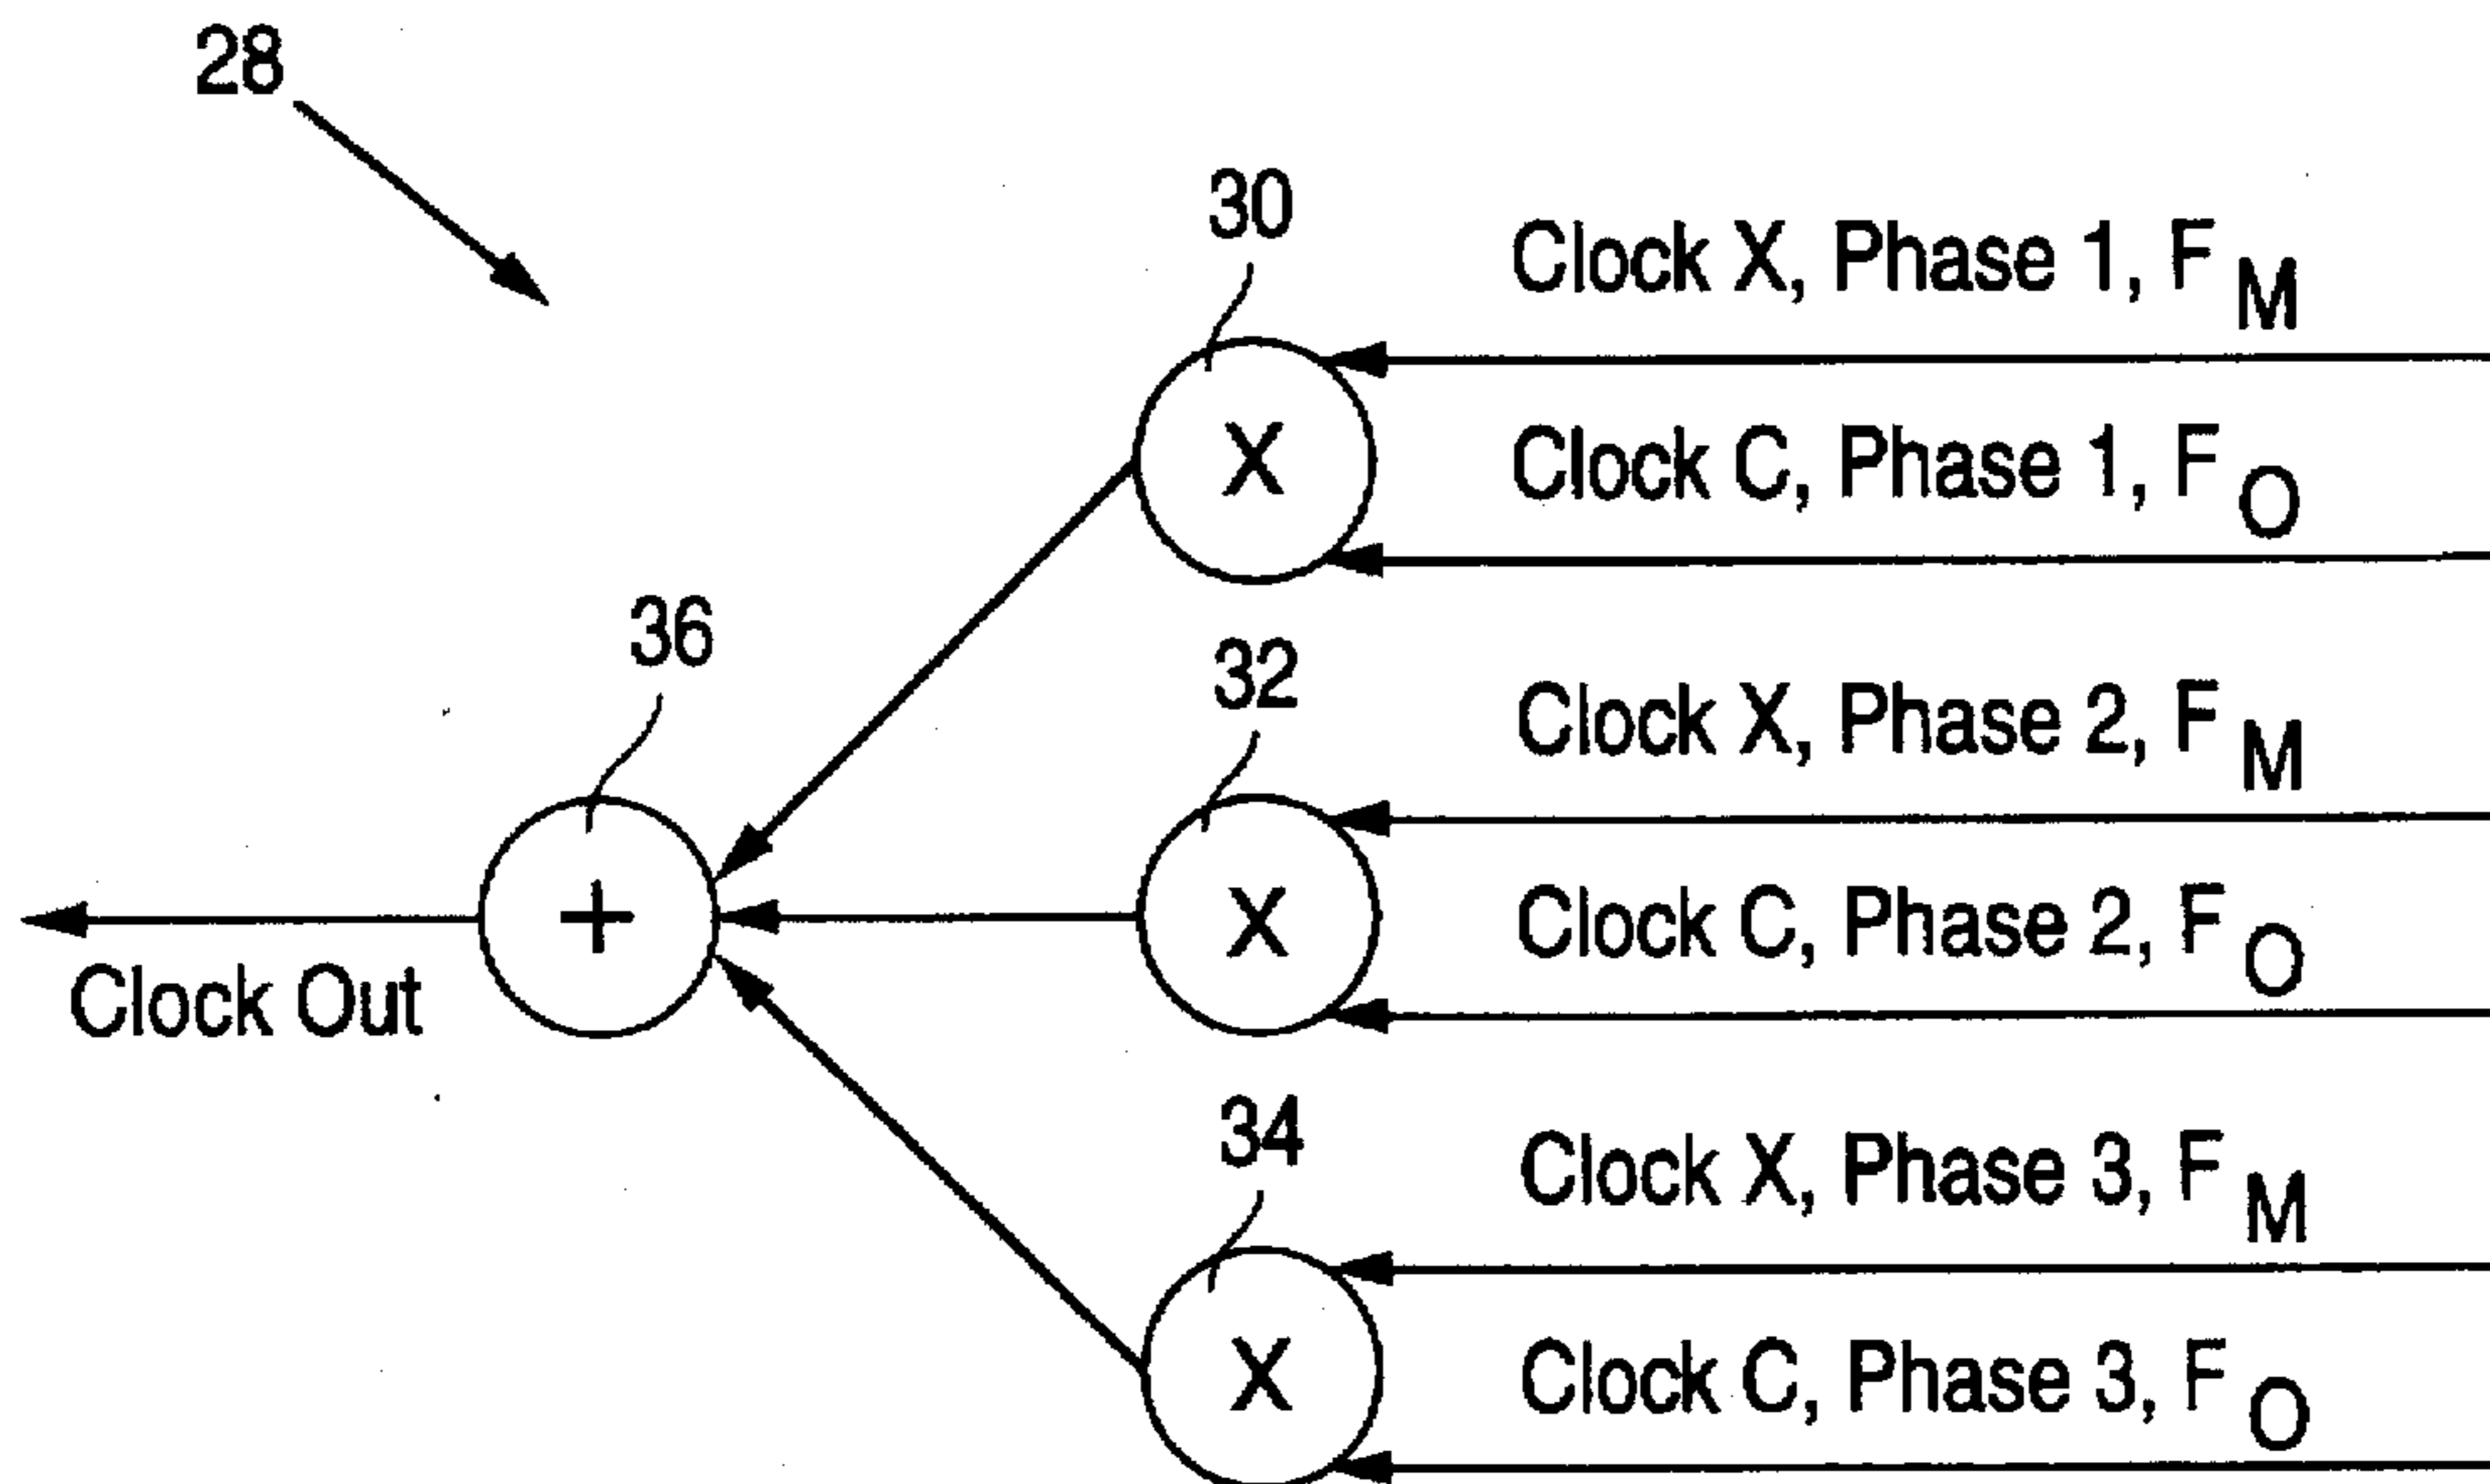 28
30
Clock X, Phase 1, F M
X
Clock C, Phase 1, F O
36
32
Clock X, Phase 2, F M
+
X
Clock C, Phase 2, F O
Clock Out
34
Clock X, Phase 3, F M
X
Clock C, Phase 3, F O